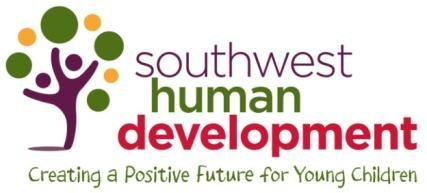 southwest
human
development
Creating a Positive Future for Young Children